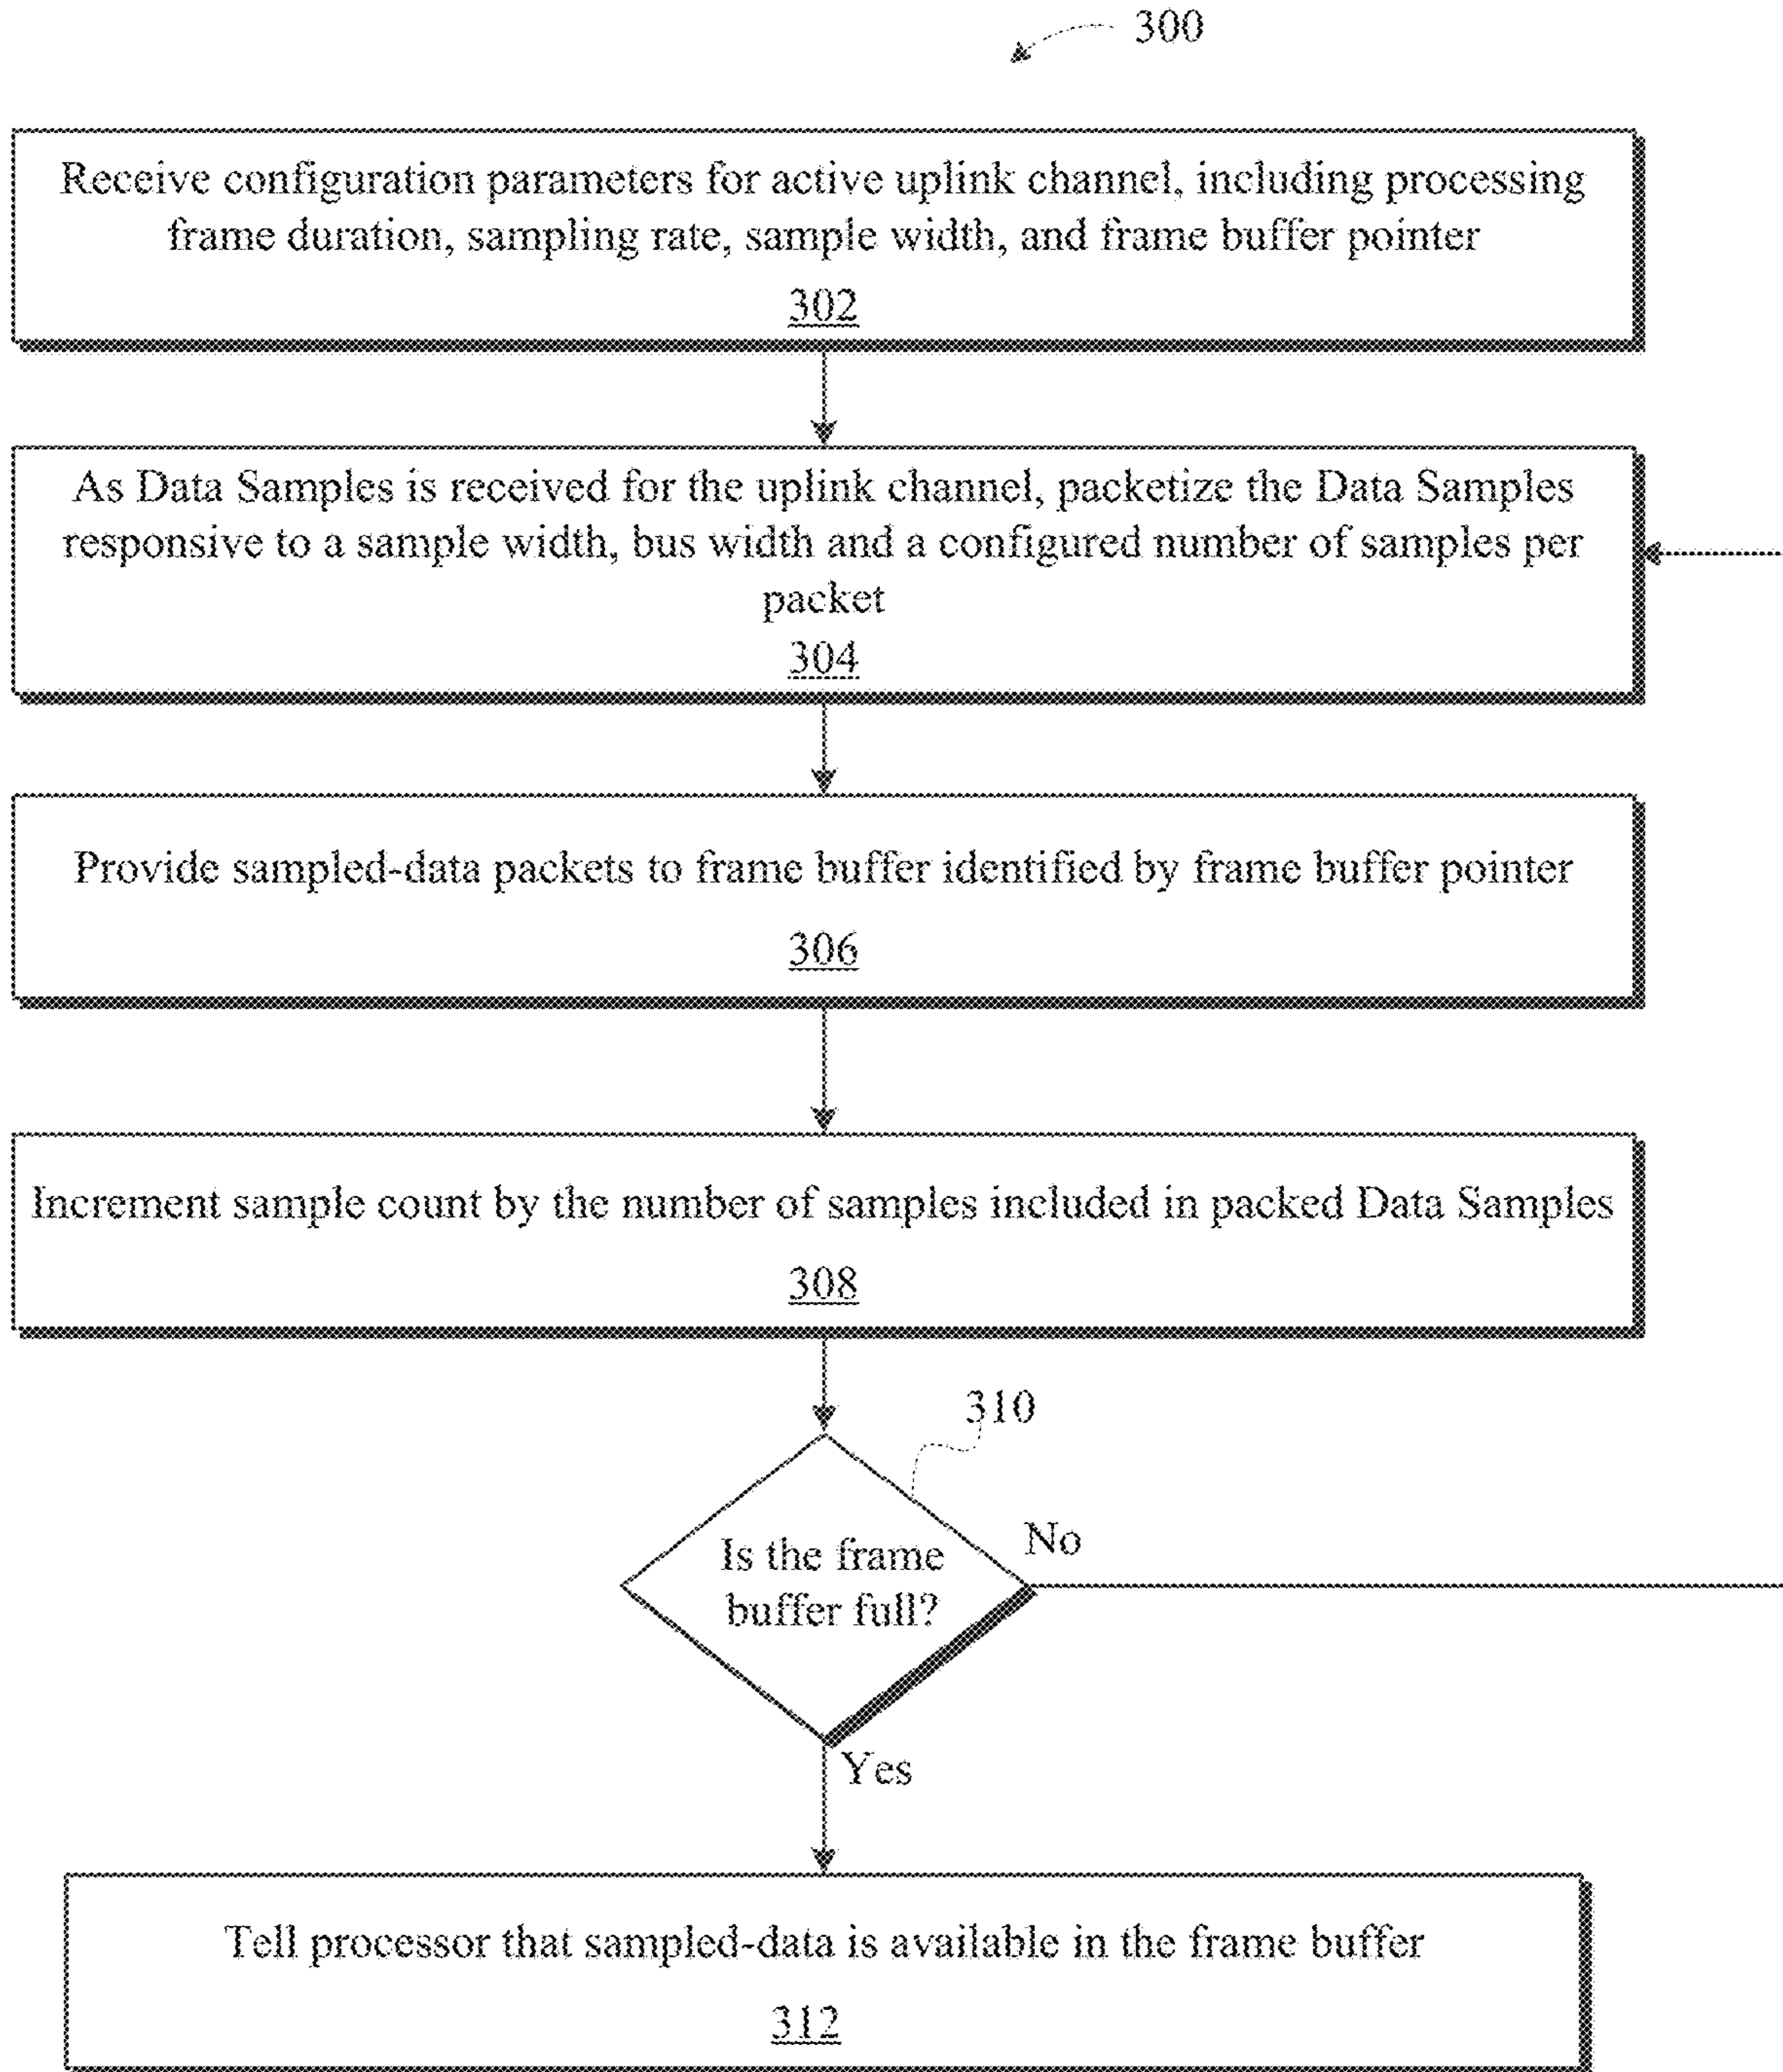 300
Receive configuration parameters for active uplink channel, including processing
frame duration, sampling rate, sample width, and frame buffer pointer
302
As Data Samples is received for the uplink channel, packetize the Data Samples
responsive to a sample width, bus width and a configured number of samples per
packet
304
Provide sampled-data packets to frame buffer identified by frame buffer pointer
306
Increment sample count by the number of samples included in packed Data Samples
308
310
Is the frame
buffer full?
No
Yes
Tell processor that sampled-data is available in the frame buffer
312